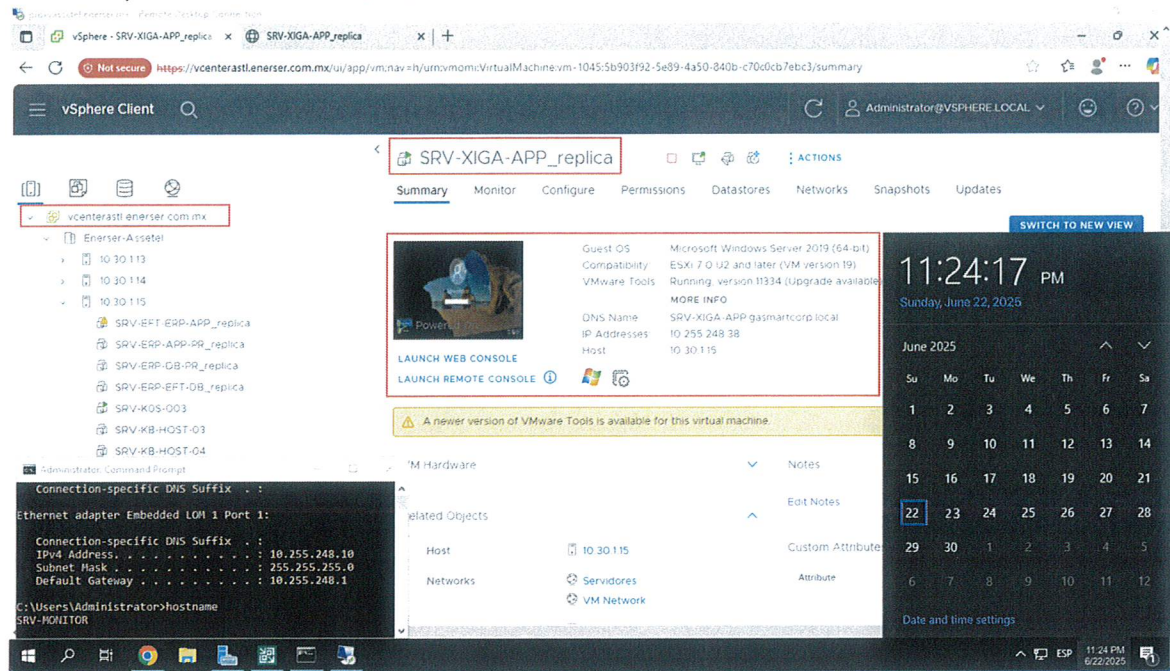 Remote Desktop Connection
vSphere - SRV-XIGA-APP_replica
SRV-XIGA-APP_replica
Not secure https://vcenterastl.enerser.com.mx/ui/app/vm;nav=h/urn:vmomi:VirtualMachine:vm-1045:5b903f92-5e89-4a50-840b-c70c0cb7ebc3/summary
vSphere Client
Administrator@VSPHERE.LOCAL
SRV-XIGA-APP_replica
ACTIONS
Summary Monitor Configure Permissions Datastores Networks Snapshots Updates
SWITCH TO NEW VIEW
vcenterastl.enerser.com.mx
Enerser-Assetel
10.30.1.13
10.30.1.14
10.30.1.15
SRV-EFT-ERP-APP_replica
SRV-ERP-APP-PR_replica
SRV-ERP-DB-PR_replica
SRV-ERP-EFT-DB_replica
SRV-K0S-003
SRV-KB-HOST-03
SRV-KB-HOST-04
Powered
LAUNCH WEB CONSOLE
LAUNCH REMOTE CONSOLE
Guest OS Microsoft Windows Server 2019 (64-bit)
Compatibility ESXi 7.0 U2 and later (VM version 19)
VMware Tools Running, version:11334 (Upgrade available
MORE INFO
DNS Name SRV-XIGA-APP.gasmartcorp.local
IP Addresses 10.255.248.38
Host 10.30.1.15
A newer version of VMware Tools is available for this virtual machine.
VM Hardware
Related Objects
Host 10.30.1.15
Networks Servidores
VM Network
Notes
Edit Notes
Custom Attribute
Attribute
Administrator: Command Prompt
Connection-specific DNS Suffix . :
Ethernet adapter Embedded LOM 1 Port 1:
Connection-specific DNS Suffix . :
IPv4 Address. . . . . . . . . . . : 10.255.248.10
Subnet Mask . . . . . . . . . . . : 255.255.255.0
Default Gateway . . . . . . . . . : 10.255.248.1
C:\Users\Administrator>hostname
SRV-MONITOR
11:24:17 PM
Sunday, June 22, 2025
June 2025
Su Mo Tu We Th Fr Sa
1 2 3 4 5 6 7
8 9 10 11 12 13 14
15 16 17 18 19 20 21
22 23 24 25 26 27 28
29 30 1 2 3 4 5
6 7 8 9 10 11 12
Date and time settings
ESP
11:24 PM
6/22/2025